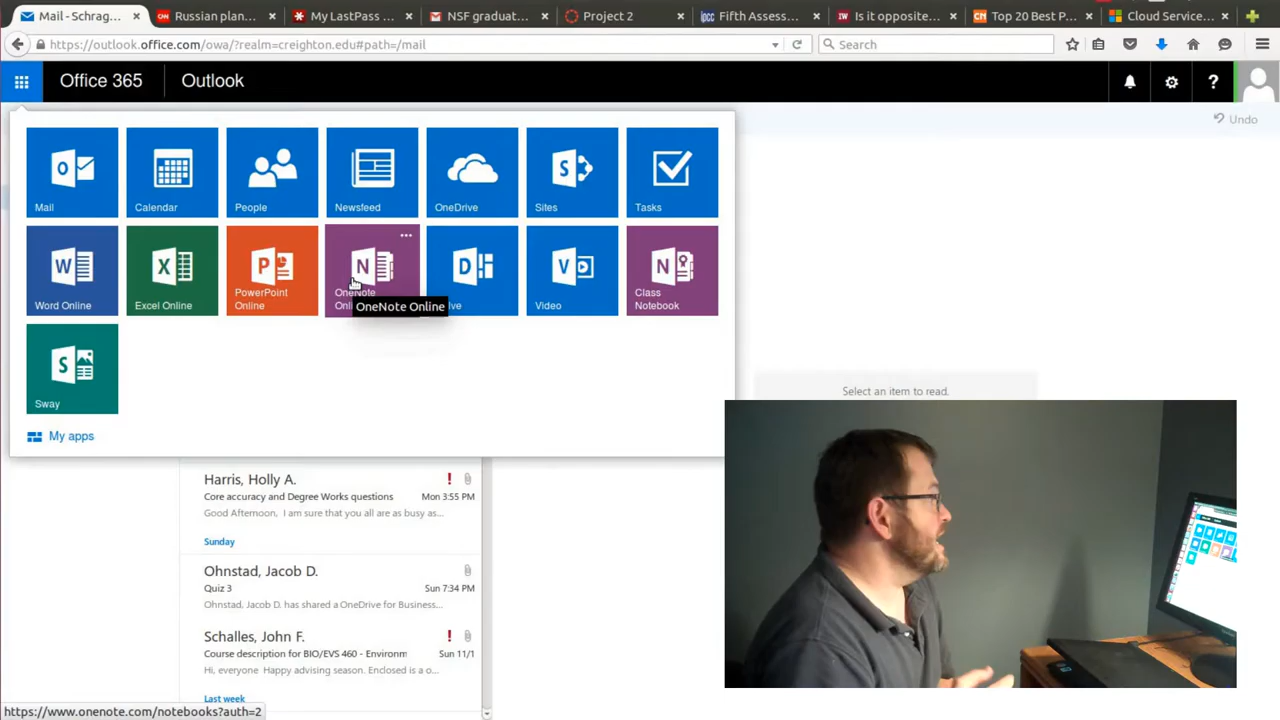 Mail - Schrag...
Russian plan...
My LastPass ...
NSF graduat...
Project 2
ipcc
Fifth Assess...
IW
Is it opposite...
CM
Top 20 Best P...
Cloud Service...
https://outlook.office.com/owa/?realm=creighton.edu#path=/mail
Search
Office 365
Outlook
?
Undo
Mail
Calendar
People
Newsfeed
OneDrive
Sites
Tasks
Word Online
Excel Online
PowerPoint
Online
OneNote
OneNote Online
Video
Class
Notebook
Sway
My apps
Select an item to read.
Harris, Holly A.
Core accuracy and Degree Works questions
Mon 3:55 PM
Good Afternoon, I am sure that you all are as busy as...
Sunday
Ohnstad, Jacob D.
Quiz 3
Sun 7:34 PM
Ohnstad, Jacob D. has shared a OneDrive for Business...
Schalles, John F.
Course description for BIO/EVS 460 - Environm
Sun 11/1
Hi, everyone Happy advising season. Enclosed is a o...
Last week
https://www.onenote.com/notebooks?auth=2